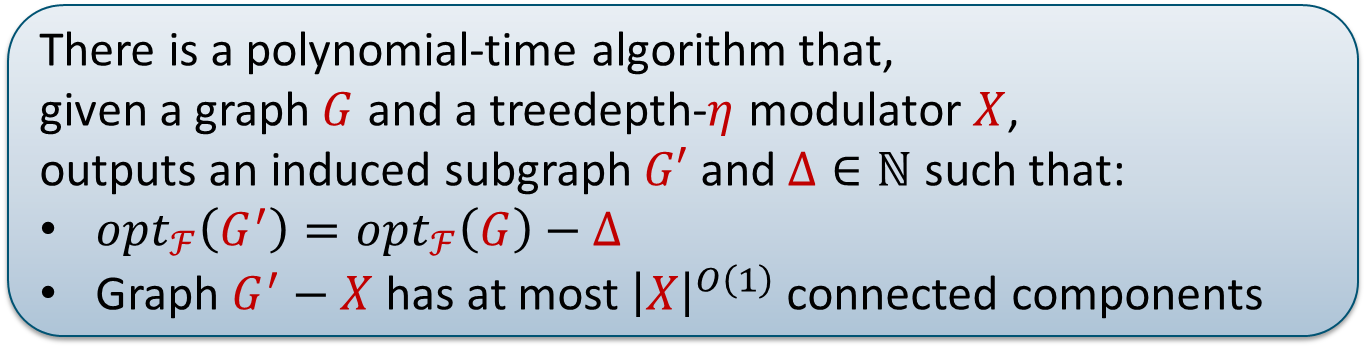 There is a polynomial-time algorithm that,
given a graph G and a treedepth-η modulator X,
outputs an induced subgraph G′ and Δ ∈ ℕ such that:
• opt_ℱ(G′) = opt_ℱ(G) − Δ
• Graph G′ − X has at most |X|^{O(1)} connected components